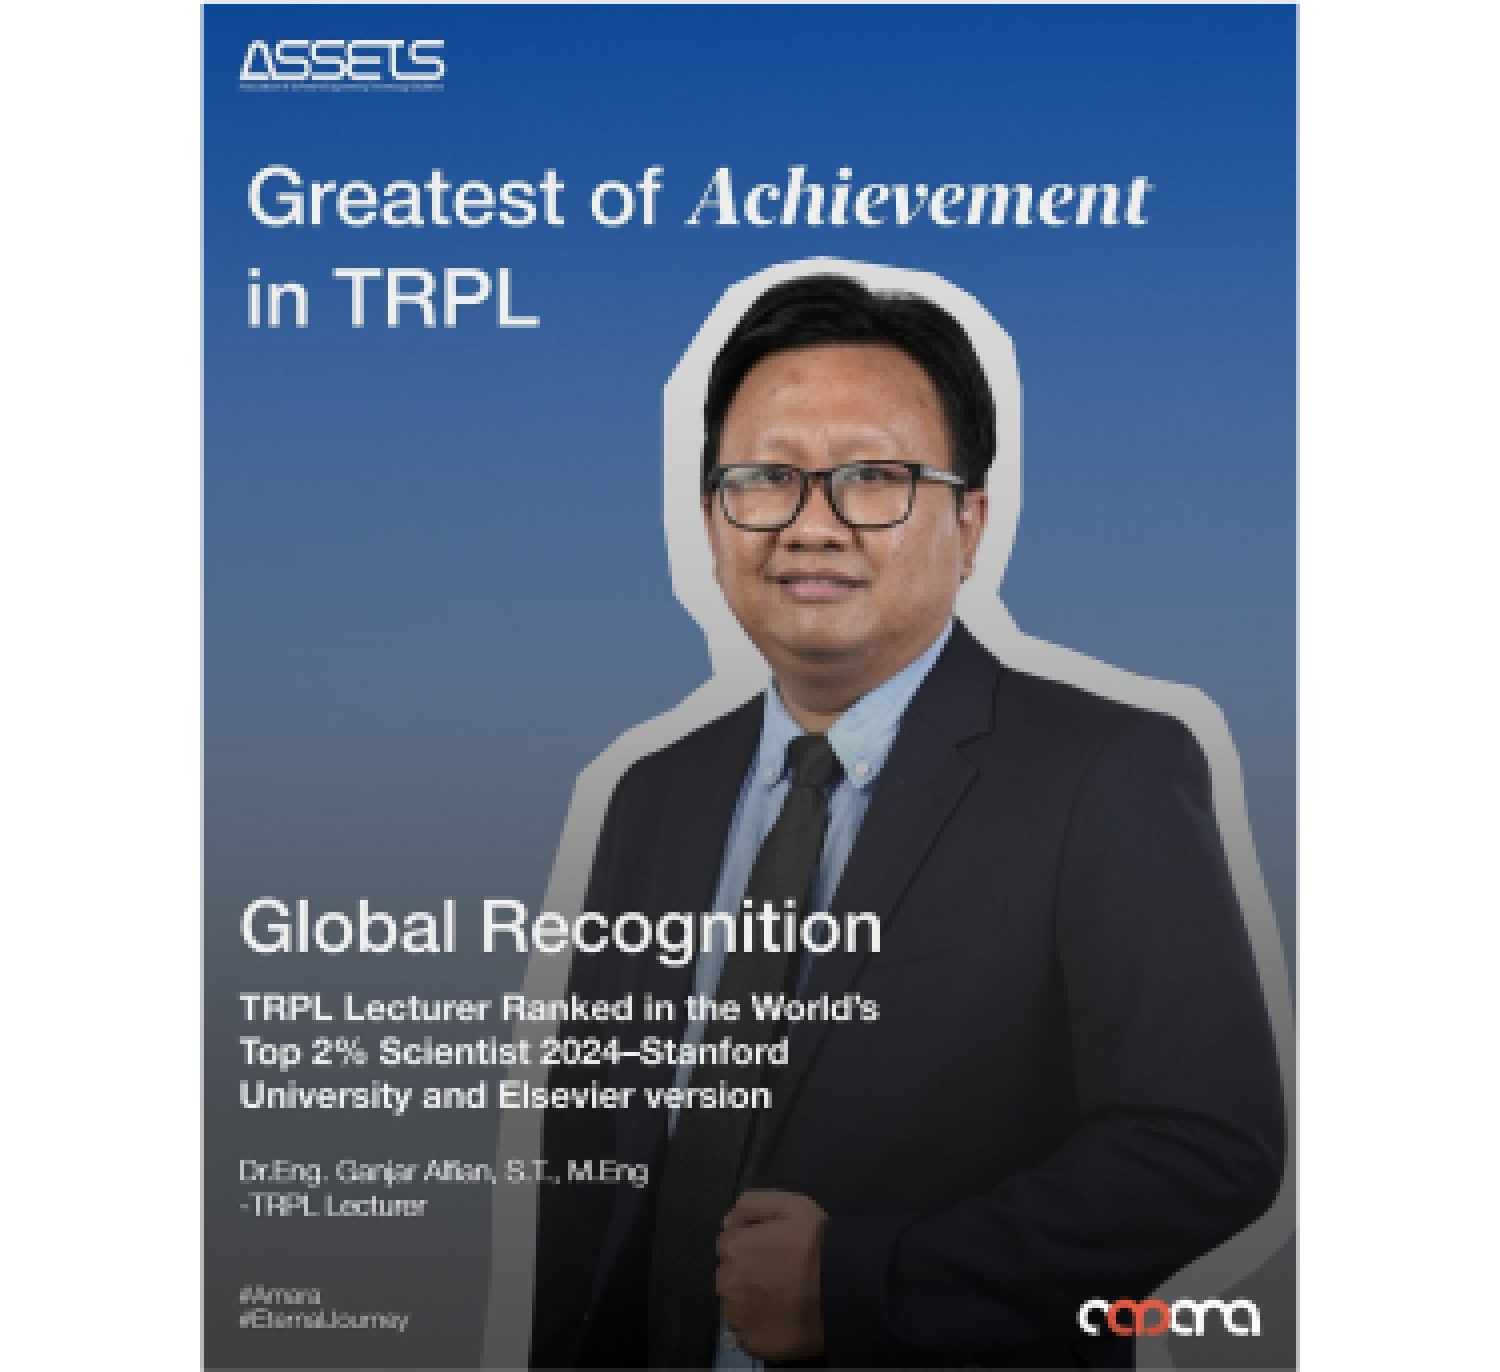 ASSETS
Greatest of Achievement
in TRPL
Global Recognition
TRPL Lecturer Ranked in the World's
Top 2% Scientist 2024–Stanford
University and Elsevier version
Dr.Eng. Ganjar Alfian, S.T., M.Eng
-TRPL Lecturer
#Amara
#EternalJourney
amara